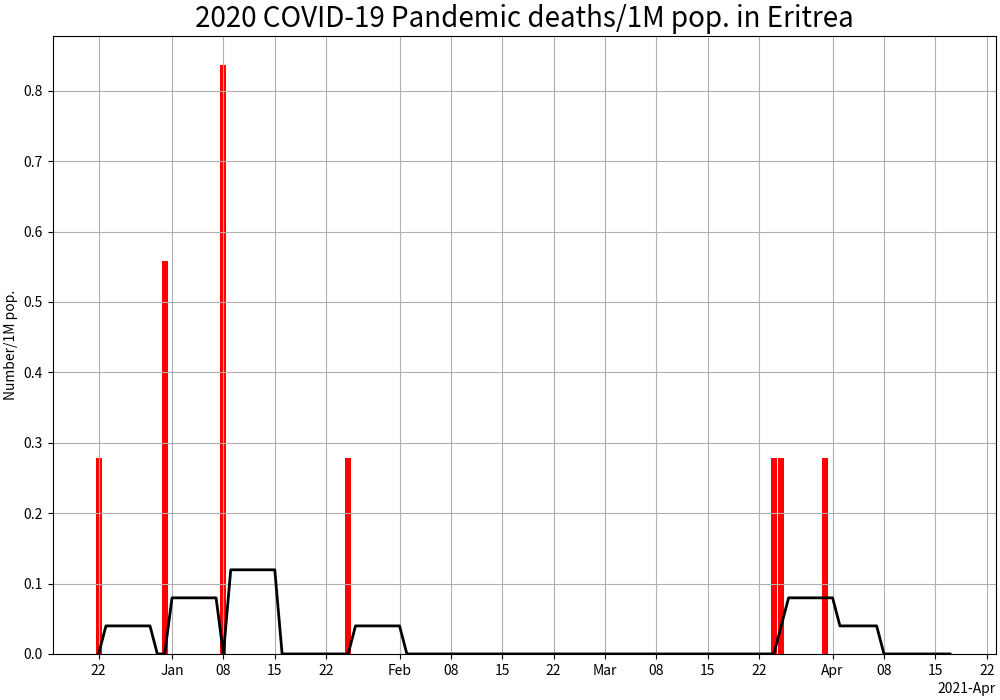 2020 COVID-19 Pandemic deaths/1M pop. in Eritrea
Number/1M pop.
0.8
0.7
0.6
0.5
0.4
0.3
0.2
0.1
0.0
22 Jan 08 15 22 Feb 08 15 22 Mar 08 15 22 Apr 08 15 22
2021-Apr